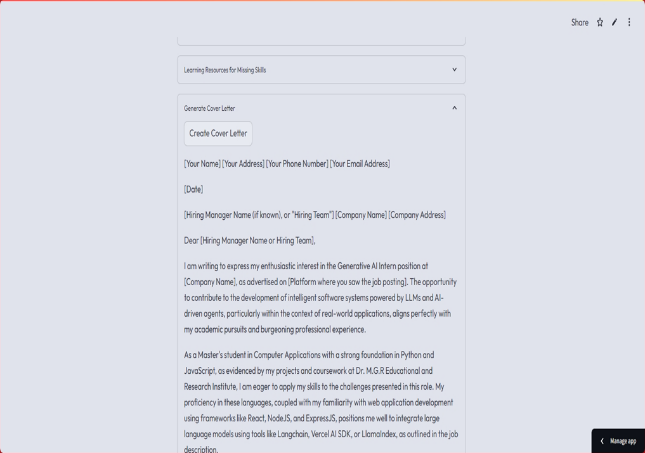 Share
Learning Resources for Missing Skills
Generate Cover Letter
Create Cover Letter
[Your Name] [Your Address] [Your Phone Number] [Your Email Address]
[Date]
[Hiring Manager Name (if known), or "Hiring Team"] [Company Name] [Company Address]
Dear [Hiring Manager Name or Hiring Team],
I am writing to express my enthusiastic interest in the Generative AI Intern position at
[Company Name], as advertised on [Platform where you saw the job posting]. The opportunity
to contribute to the development of intelligent software systems powered by LLMs and AI-
driven agents, particularly within the context of real-world applications, aligns perfectly with
my academic pursuits and burgeoning professional experience.
As a Master's student in Computer Applications with a strong foundation in Python and
JavaScript, as evidenced by my projects and coursework at Dr. M.G.R Educational and
Research Institute, I am eager to apply my skills to the challenges presented in this role. My
proficiency in these languages, coupled with my familiarity with web application development
using frameworks like React, NodeJS, and ExpressJS, positions me well to integrate large
language models using tools like Langchain, Vercel AI SDK, or LlamaIndex, as outlined in the job
description.
Manage app